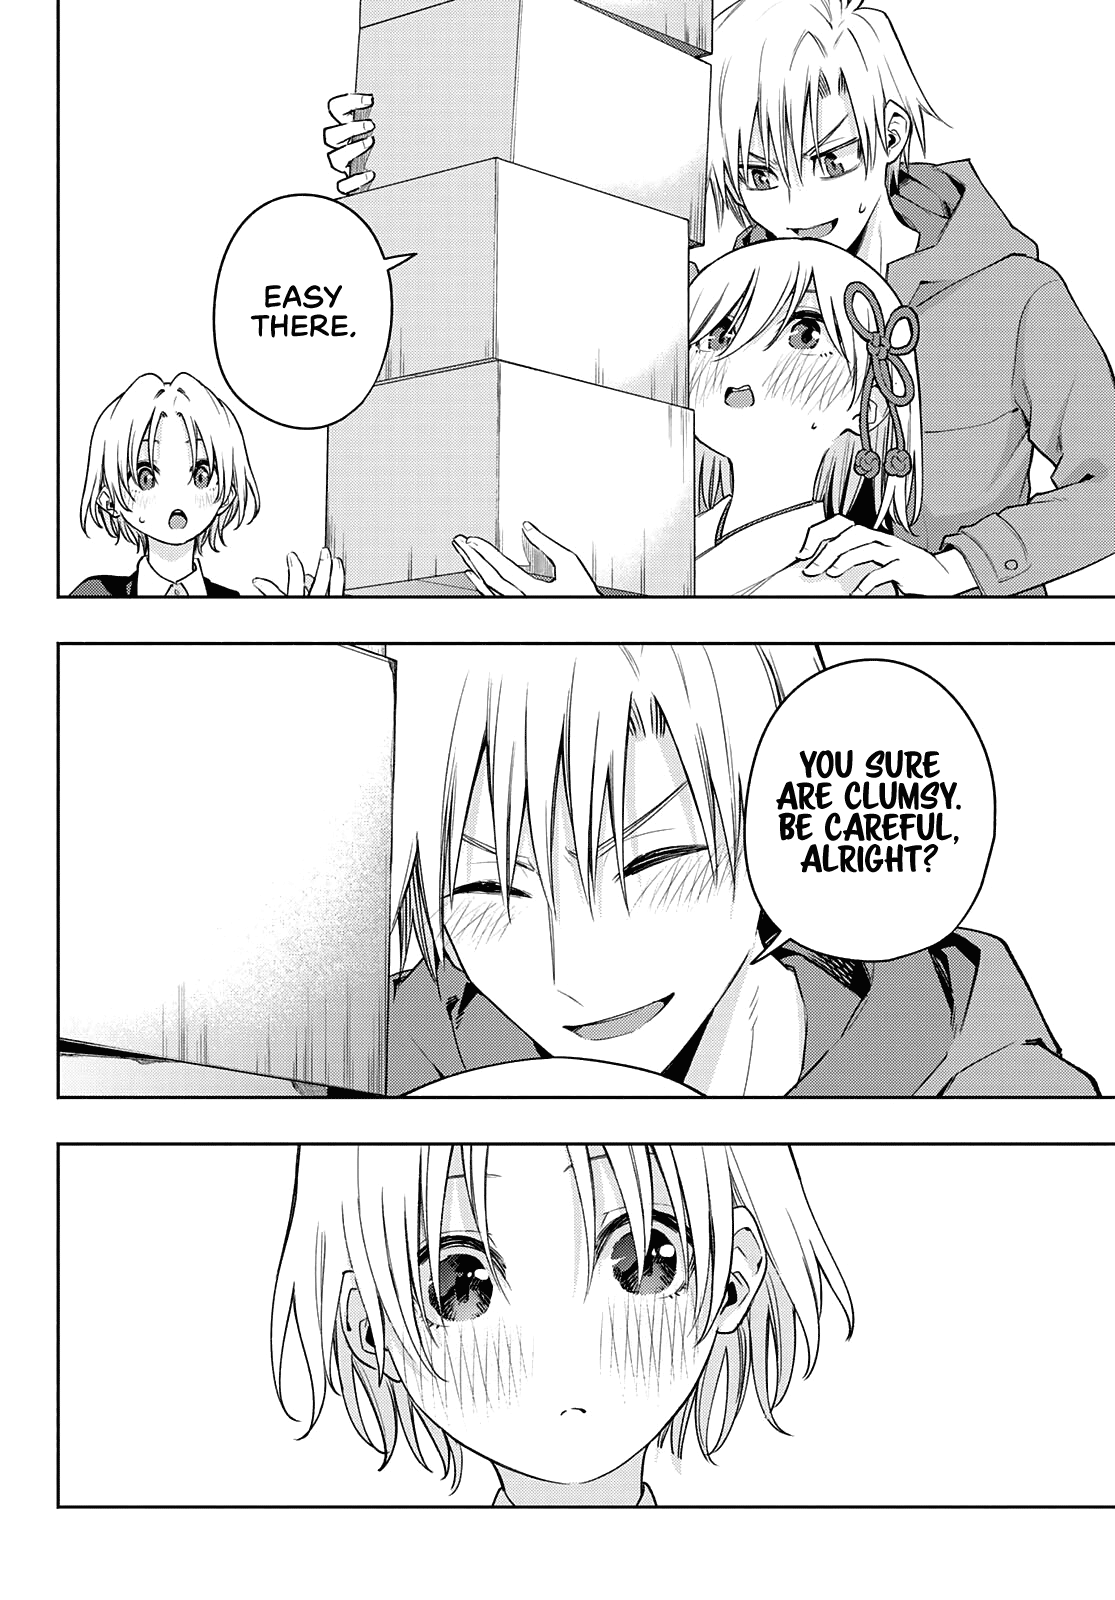 EASY
THERE.
YOU SURE
ARE CLUMSY.
BE CAREFUL,
ALRIGHT?